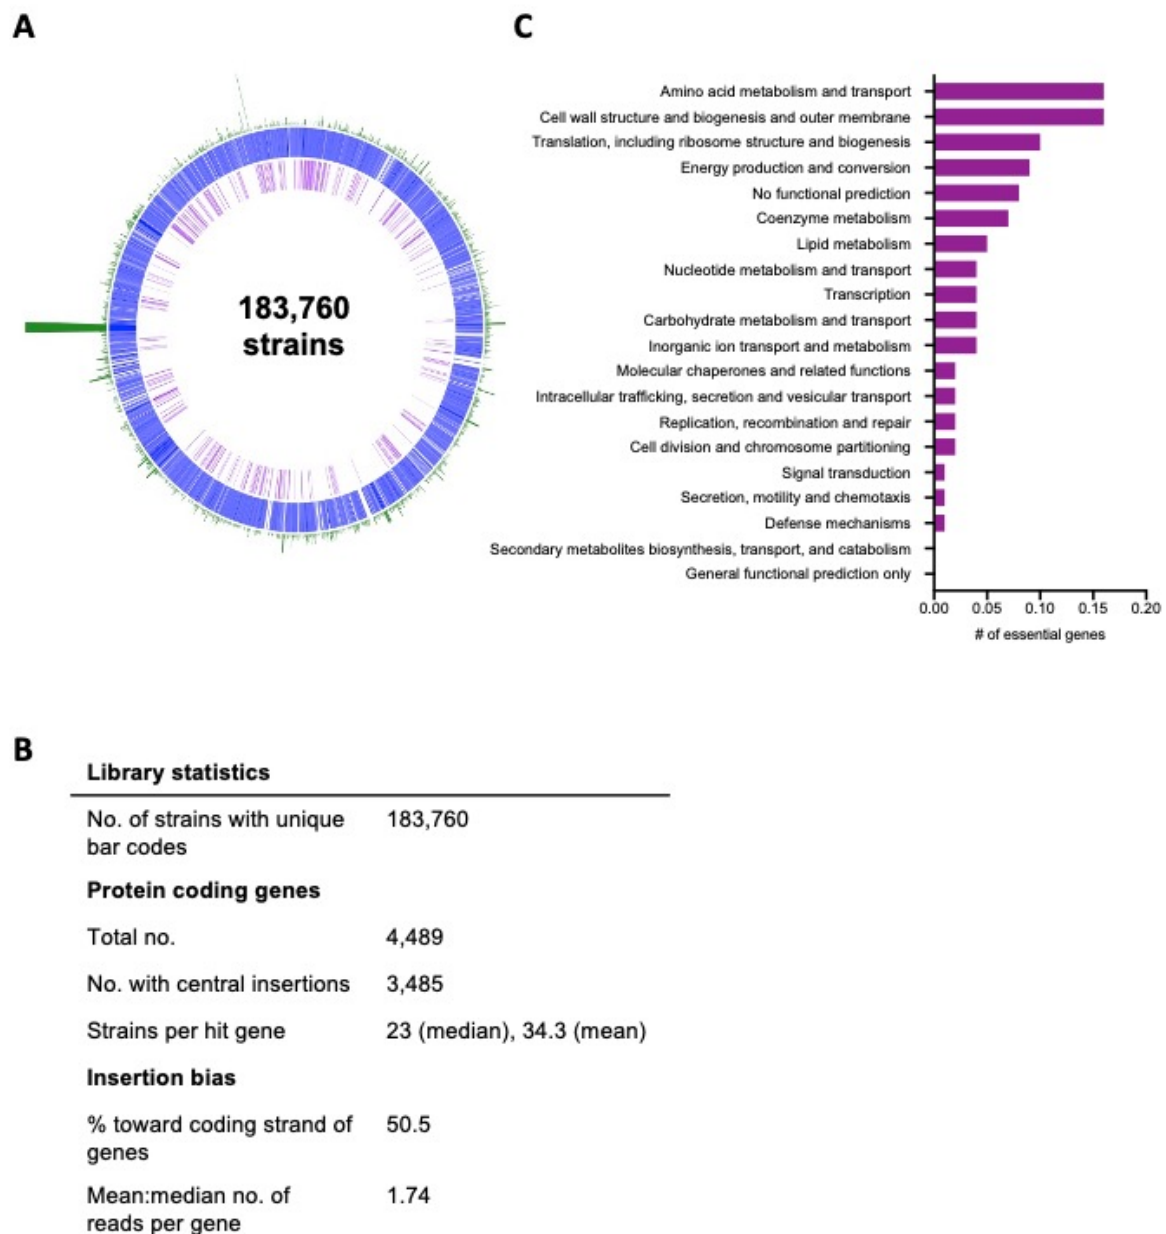 A
183,760
strains
C
Amino acid metabolism and transport
Cell wall structure and biogenesis and outer membrane
Translation, including ribosome structure and biogenesis
Energy production and conversion
No functional prediction
Coenzyme metabolism
Lipid metabolism
Nucleotide metabolism and transport
Transcription
Carbohydrate metabolism and transport
Inorganic ion transport and metabolism
Molecular chaperones and related functions
Intracellular trafficking, secretion and vesicular transport
Replication, recombination and repair
Cell division and chromosome partitioning
Signal transduction
Secretion, motility and chemotaxis
Defense mechanisms
Secondary metabolites biosynthesis, transport, and catabolism
General functional prediction only
0.00 0.05 0.10 0.15 0.20
# of essential genes
B
Library statistics
No. of strains with unique 183,760
bar codes
Protein coding genes
Total no. 4,489
No. with central insertions 3,485
Strains per hit gene 23 (median), 34.3 (mean)
Insertion bias
% toward coding strand of 50.5
genes
Mean:median no. of 1.74
reads per gene